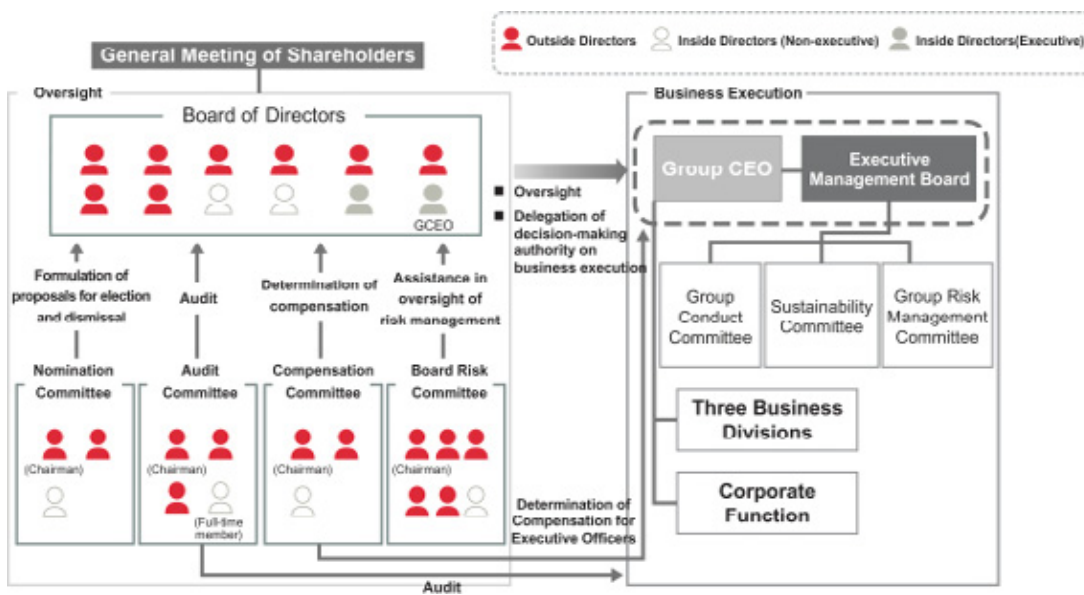 Outside Directors
Inside Directors (Non-executive)
Inside Directors(Executive)
General Meeting of Shareholders
Oversight
Board of Directors
GCEO
Oversight
Delegation of
decision-making
authority on
business execution
Formulation of
proposals for election
and dismissal
Audit
Determination of
compensation
Assistance in
oversight of
risk management
Nomination
Committee
(Chairman)
Audit
Committee
(Chairman)
(Full-time
member)
Compensation
Committee
(Chairman)
Board Risk
Committee
(Chairman)
Determination of
Compensation for
Executive Officers
Audit
Business Execution
Group CEO
Executive
Management Board
Group
Conduct
Committee
Sustainability
Committee
Group Risk
Management
Committee
Three Business
Divisions
Corporate
Function